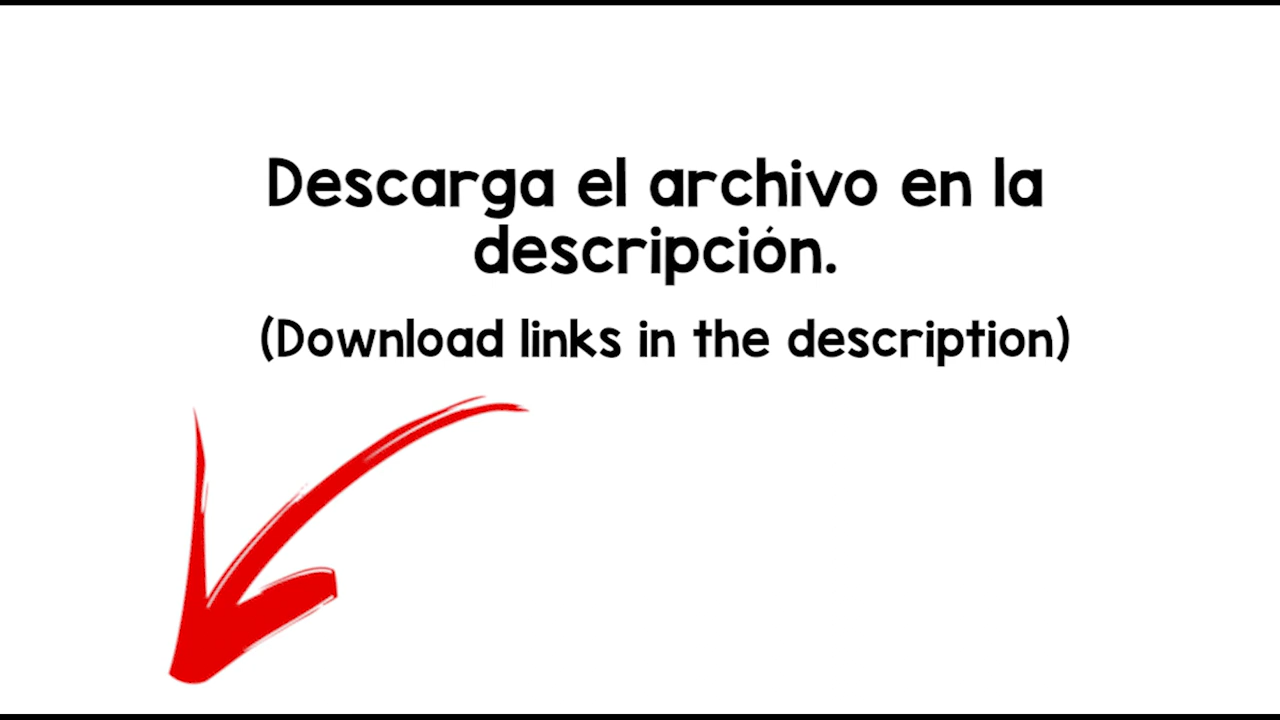 Descarga el archivo en la
descripción.
(Download links in the description)